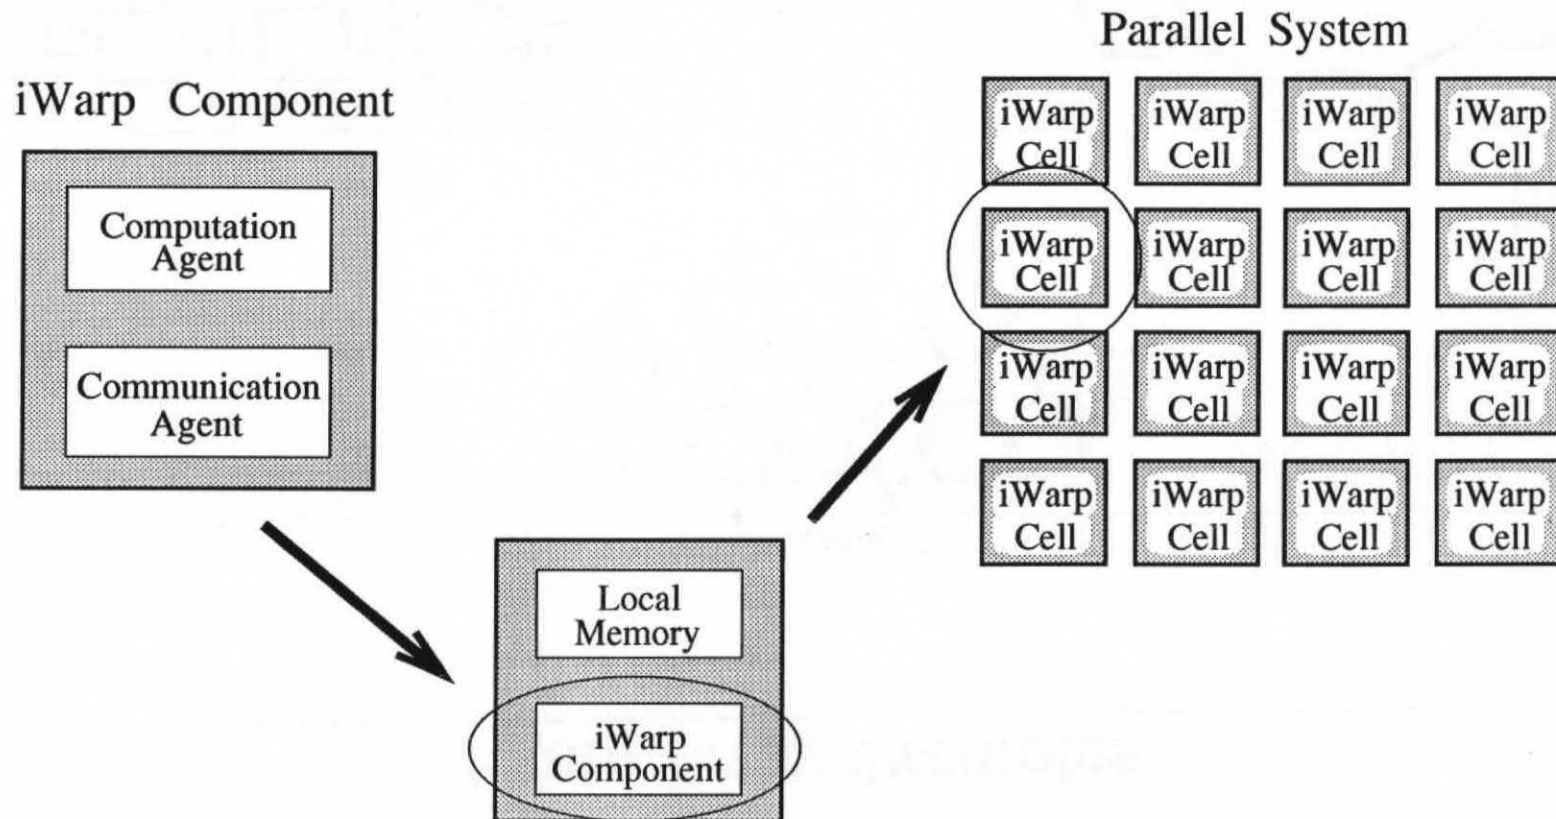 Parallel System
iWarp Component
Computation
Agent
Communication
Agent
Local
Memory
iWarp
Component
iWarp iWarp iWarp iWarp
Cell Cell Cell Cell
iWarp iWarp iWarp iWarp
Cell Cell Cell Cell
iWarp iWarp iWarp iWarp
Cell Cell Cell Cell
iWarp iWarp iWarp iWarp
Cell Cell Cell Cell